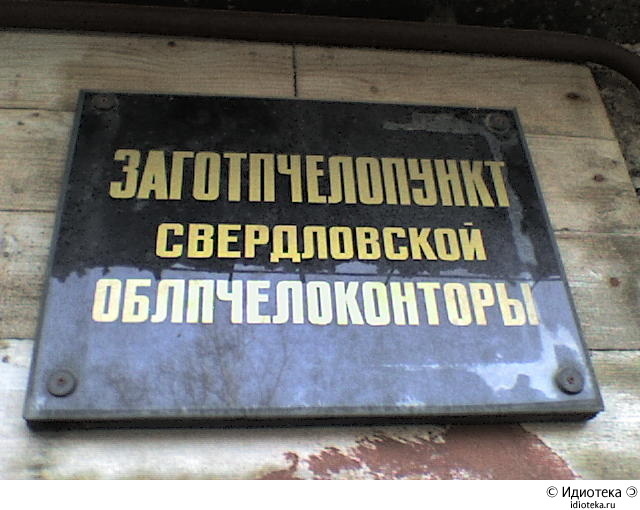 ЗАГОТПЧЕЛОПУНКТ
СВЕРДЛОВСКОЙ
ОБЛПЧЕЛОКОНТОРЫ
© Идиотека
idioteka.ru